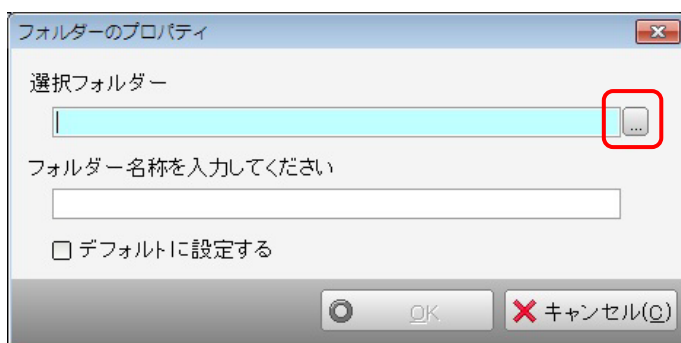 フォルダーのプロパティ
選択フォルダー
...
フォルダー名称を入力してください
デフォルトに設定する
OK
キャンセル(C)